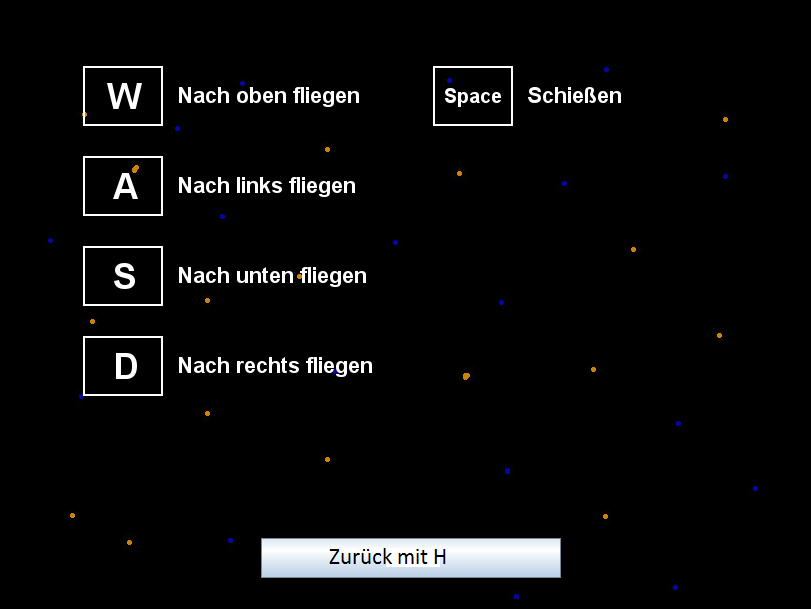 W Nach oben fliegen
Space Schießen
A Nach links fliegen
S Nach unten fliegen
D Nach rechts fliegen
Zurück mit H